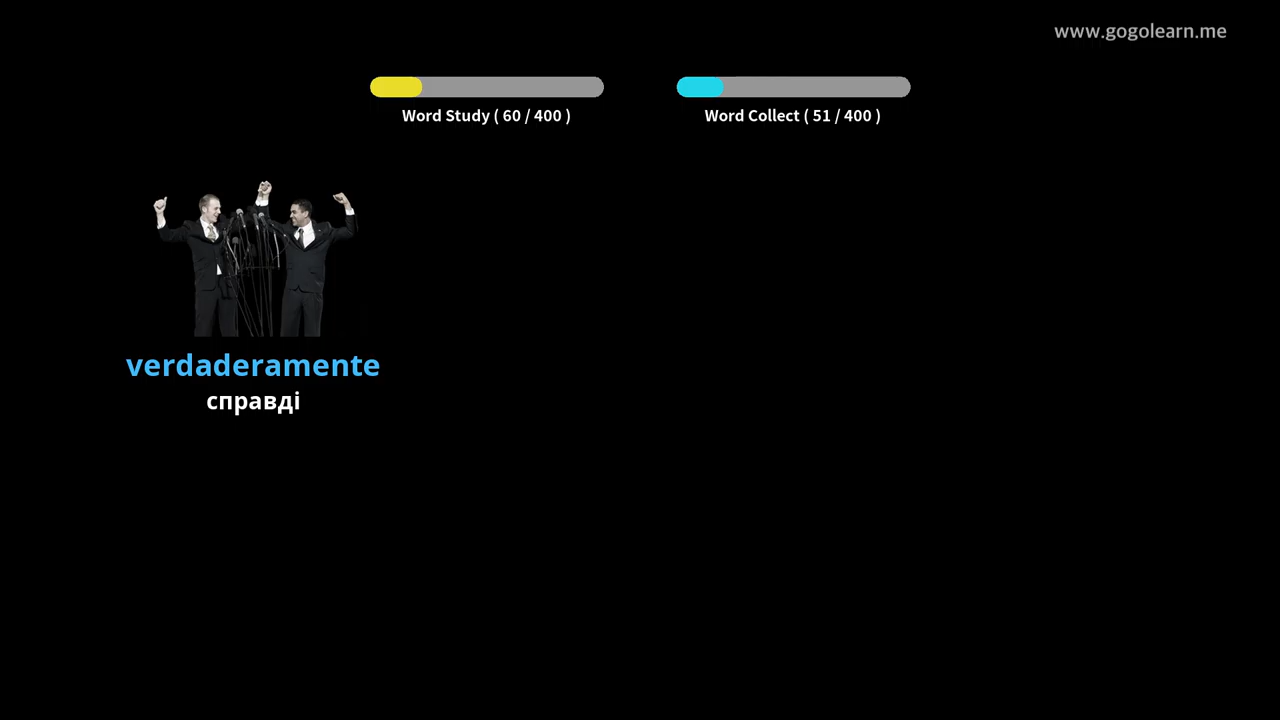 www.gogolearn.me
Word Study ( 60 / 400 )
Word Collect ( 51 / 400 )
verdaderamente
справді